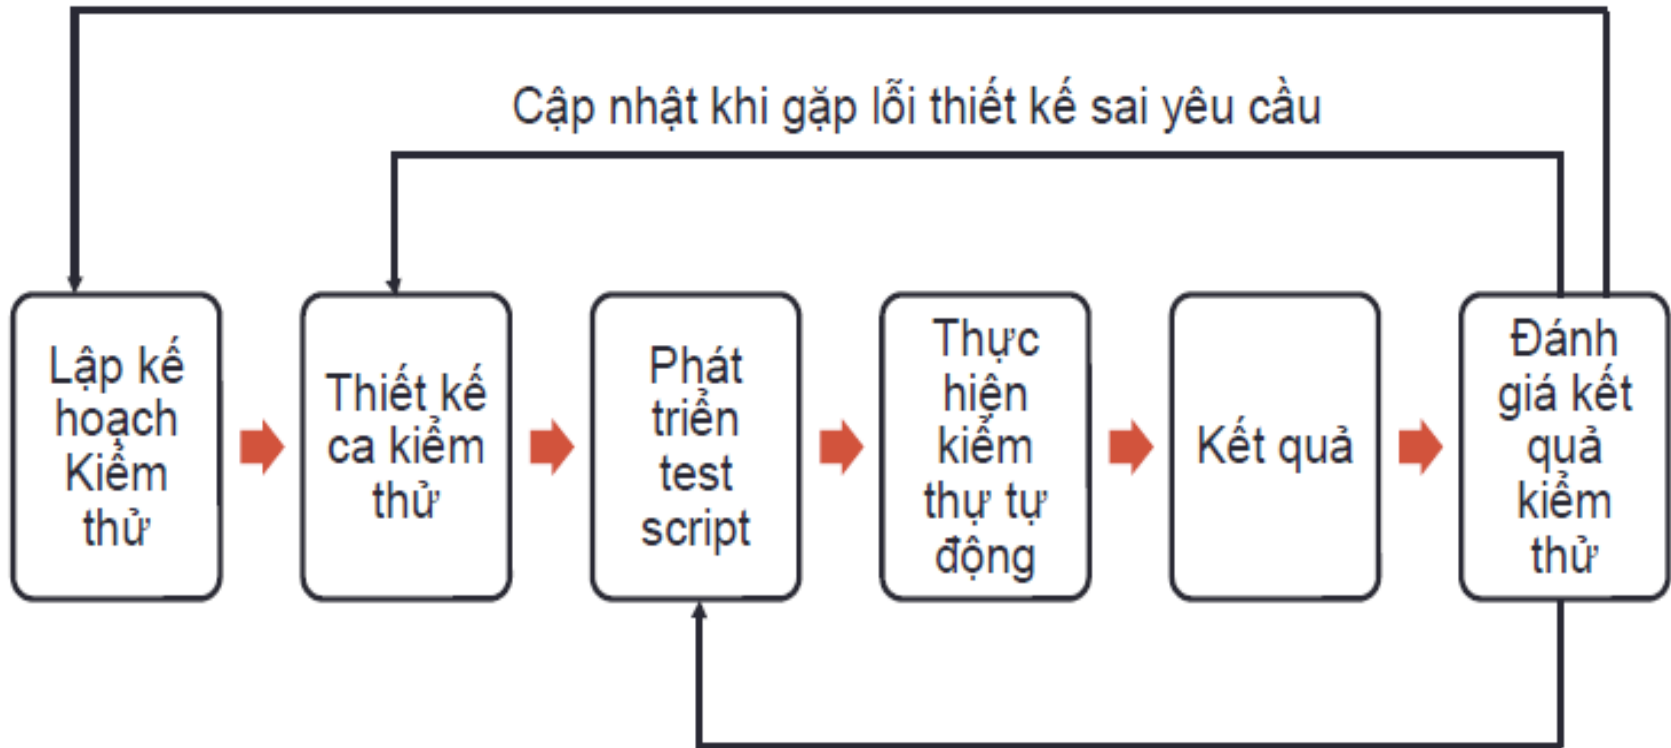 Cập nhật khi gặp lỗi thiết kế sai yêu cầu
Lập kế
hoạch
Kiểm
thử
Thiết kế
ca kiểm
thử
Phát
triển
test
script
Thực
hiện
kiểm
thự tự
động
Kết quả
Đánh
giá kết
quả
kiểm
thử